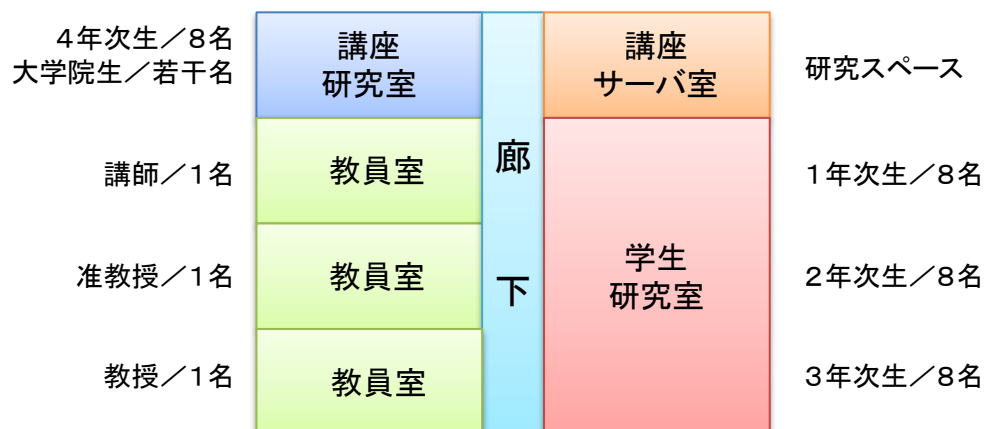 4年次生／8名
大学院生／若干名
講座
研究室
講座
サーバ室
研究スペース
講師／1名
教員室
廊
下
1年次生／8名
准教授／1名
教員室
学生
研究室
2年次生／8名
教授／1名
教員室
3年次生／8名